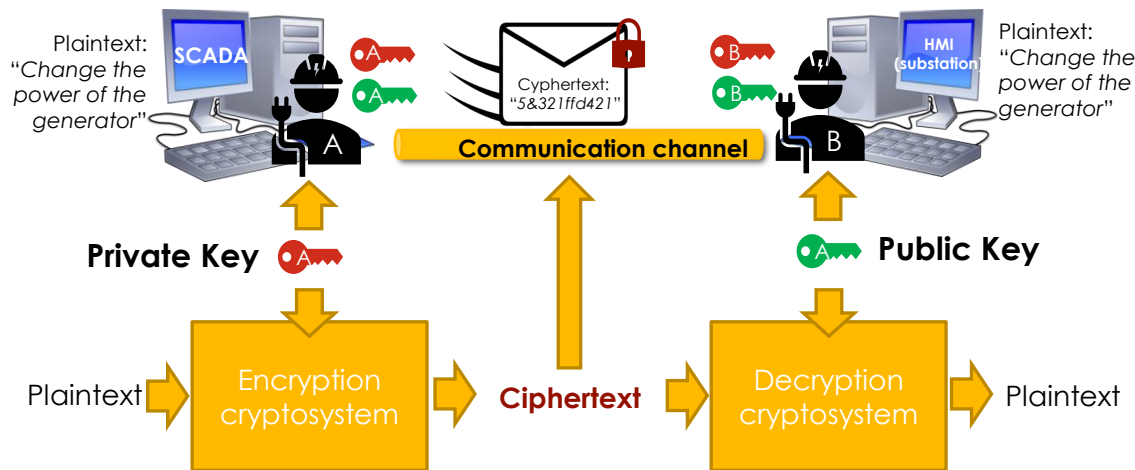 Plaintext:
“Change the
power of the
generator”
SCADA
A
A
A
Cyphertext:
“5&321ffd421”
Communication channel
B
B
B
HMI
(substation)
Plaintext:
“Change the
power of the
generator”
Private Key
A
A
Public Key
Plaintext
Encryption
cryptosystem
Ciphertext
Decryption
cryptosystem
Plaintext